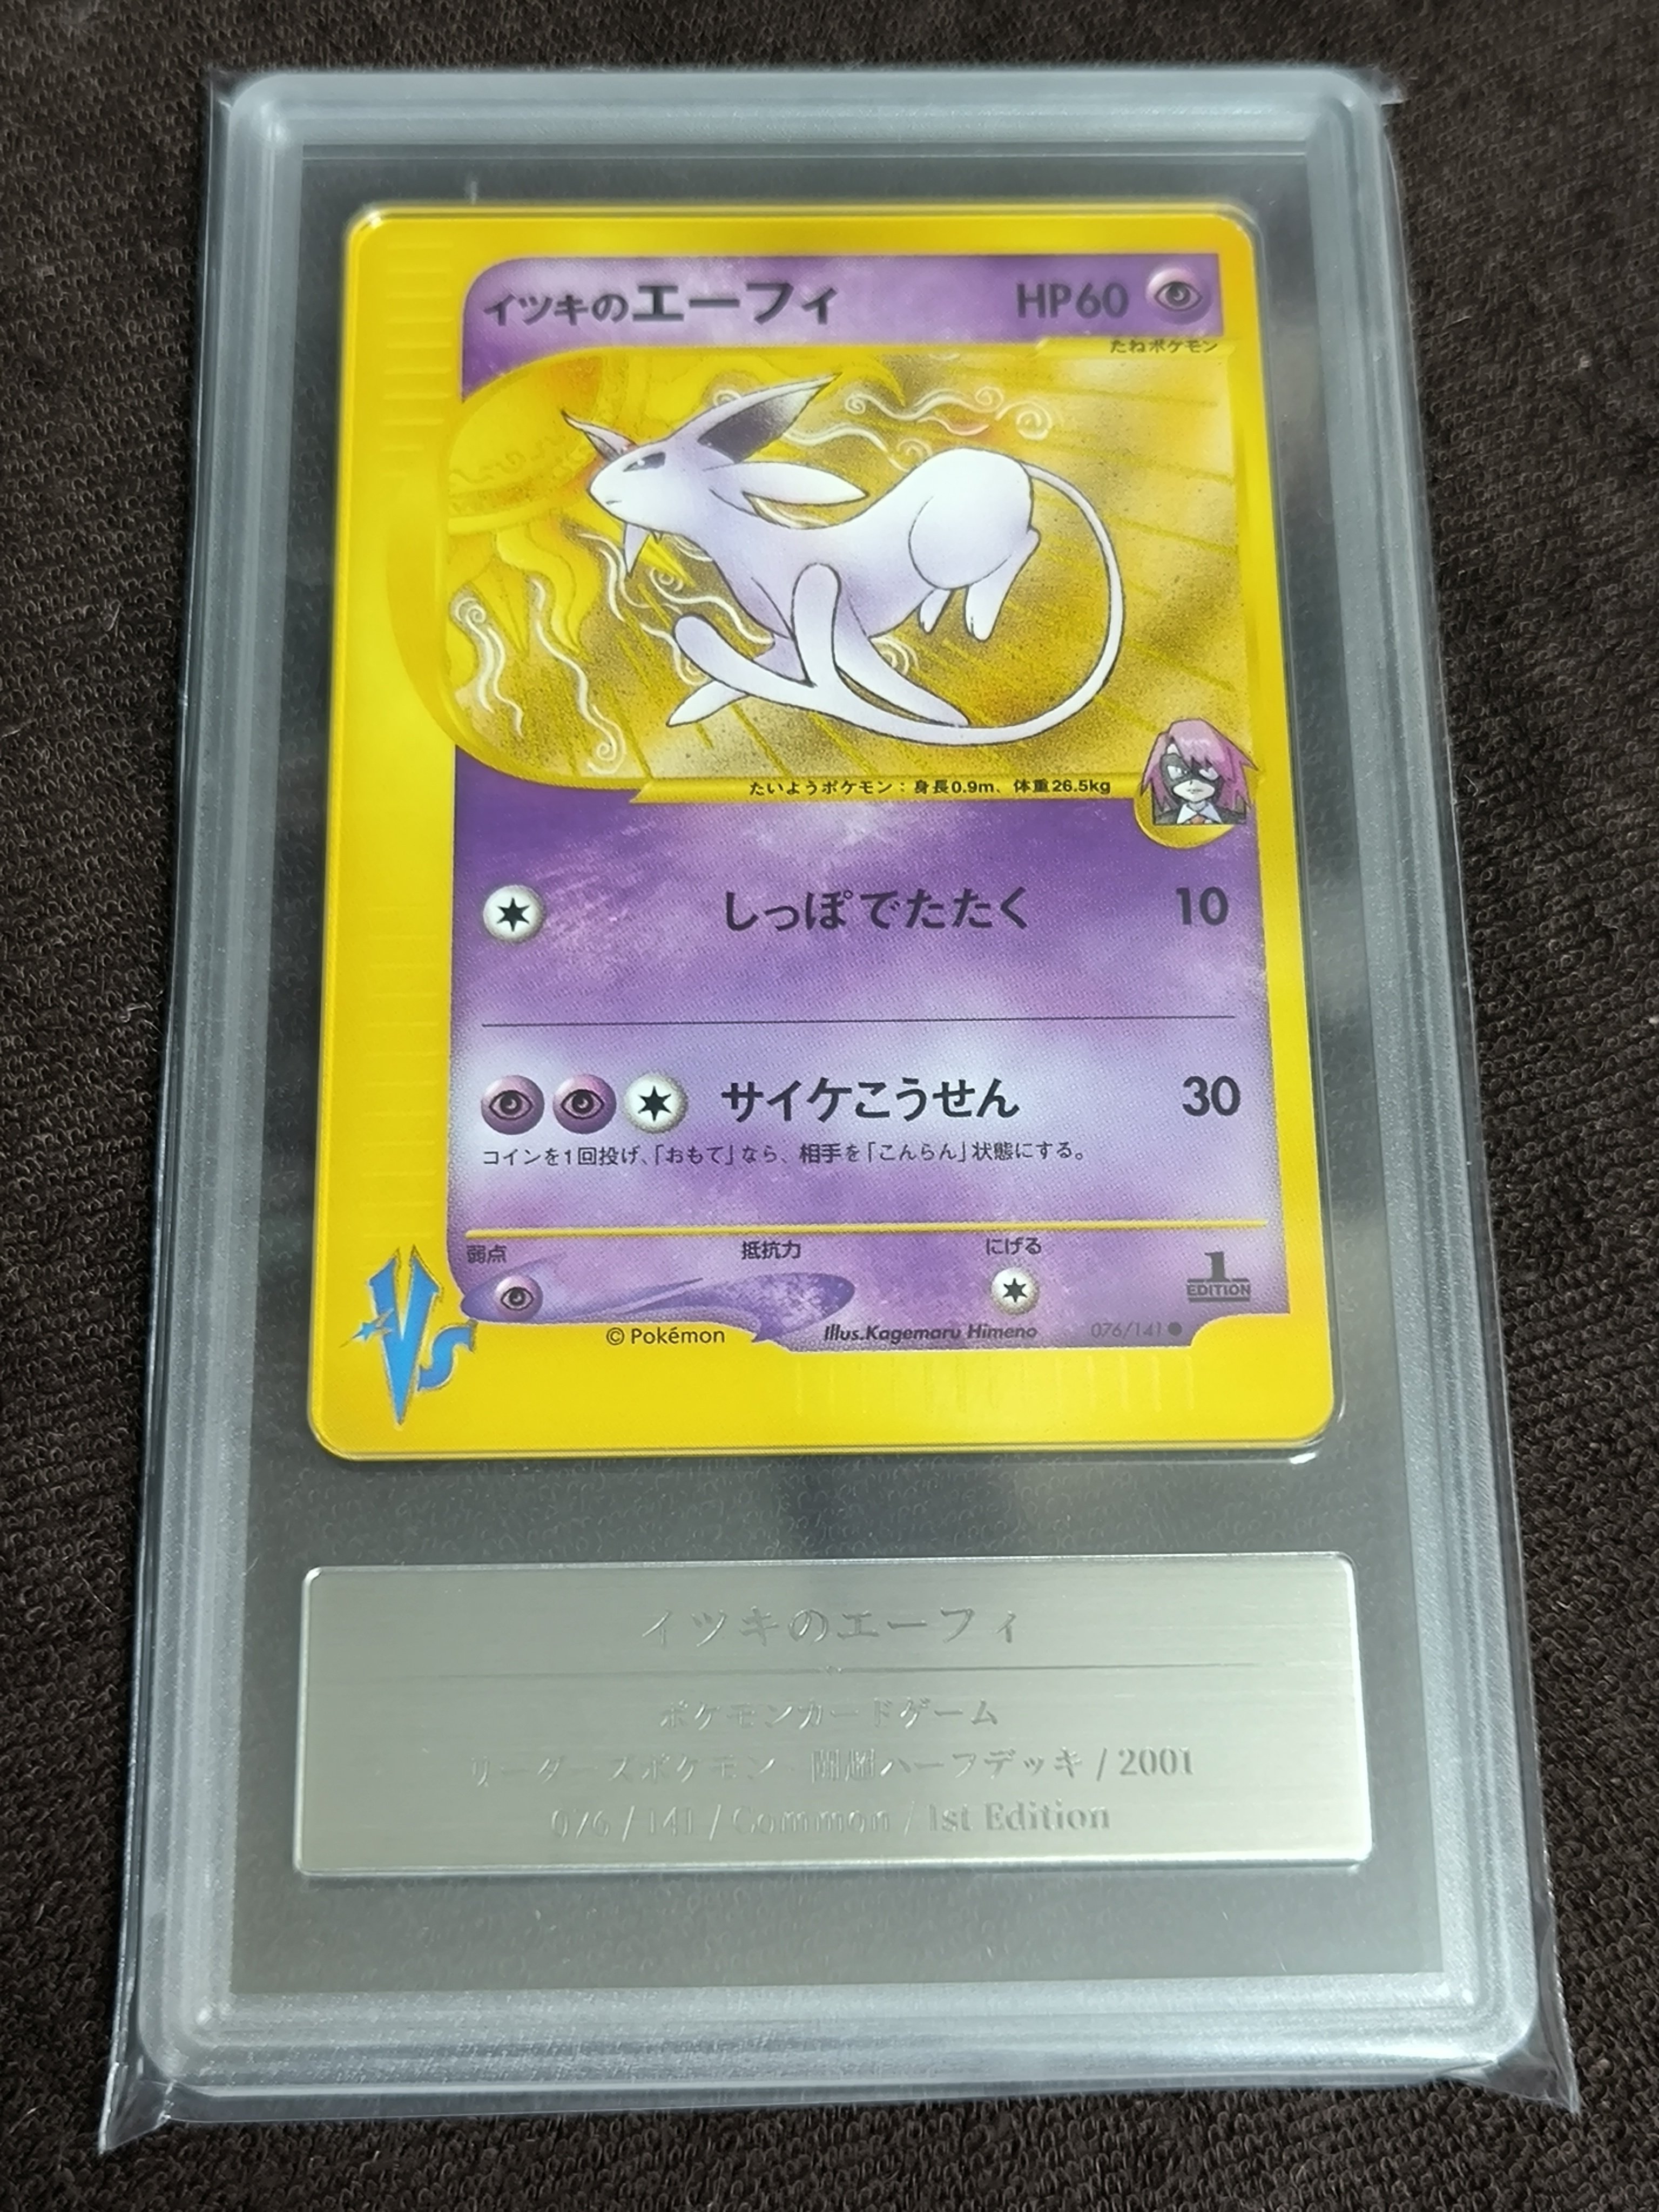 イツキのエーフィ HP60
たねポケモン
たいようポケモン：身長0.9m、体重26.5kg
しっぽでたたく 10
サイケこうせん 30
コインを1回投げ、「おもて」なら、相手を「こんらん」状態にする。
弱点 抵抗力 にげる
1
EDITION
VS
© Pokémon Illus.Kagemaru Himeno 076/141 ●
イツキのエーフィ
ポケモンカードゲーム
リーダーズポケモン 闘超ハーフデッキ / 2001
076 / 141 / Common / 1st Edition